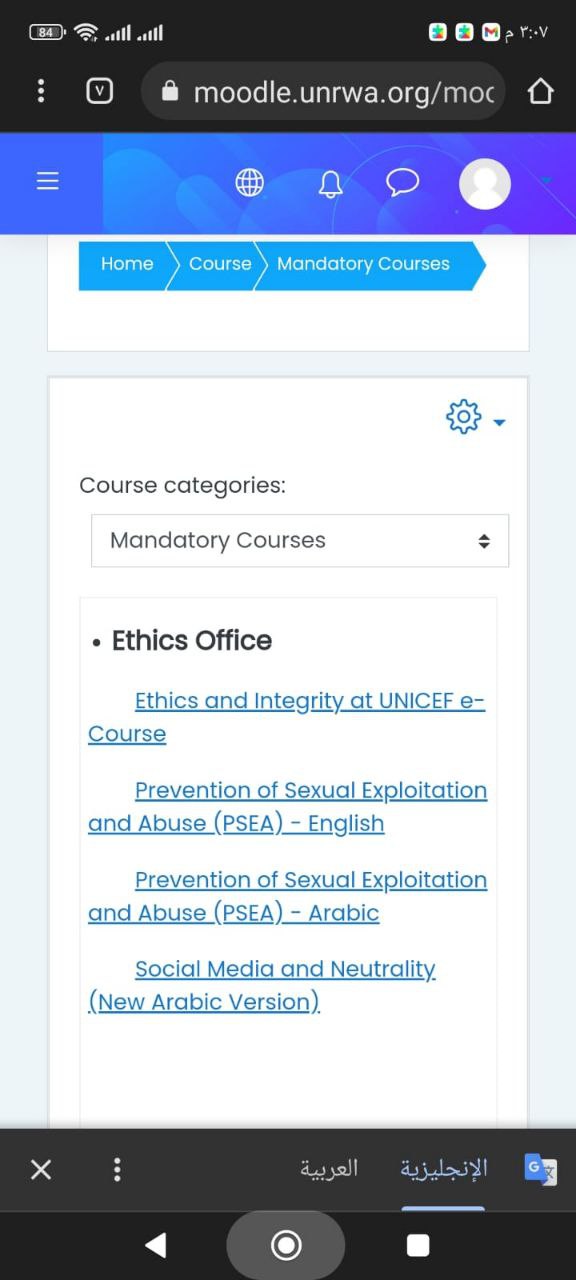 84
٣:٠٧ م
moodle.unrwa.org/moo
Home Course Mandatory Courses
Course categories:
Mandatory Courses
• Ethics Office
Ethics and Integrity at UNICEF e-
Course
Prevention of Sexual Exploitation
and Abuse (PSEA) - English
Prevention of Sexual Exploitation
and Abuse (PSEA) - Arabic
Social Media and Neutrality
(New Arabic Version)
الإنجليزية العربية